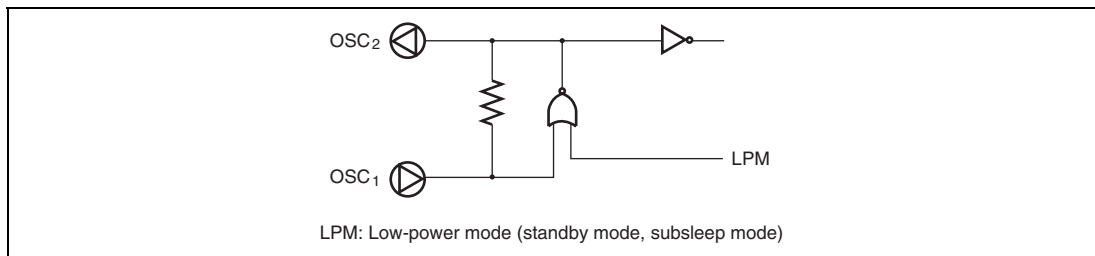 OSC2
LPM
OSC1
LPM: Low-power mode (standby mode, subsleep mode)